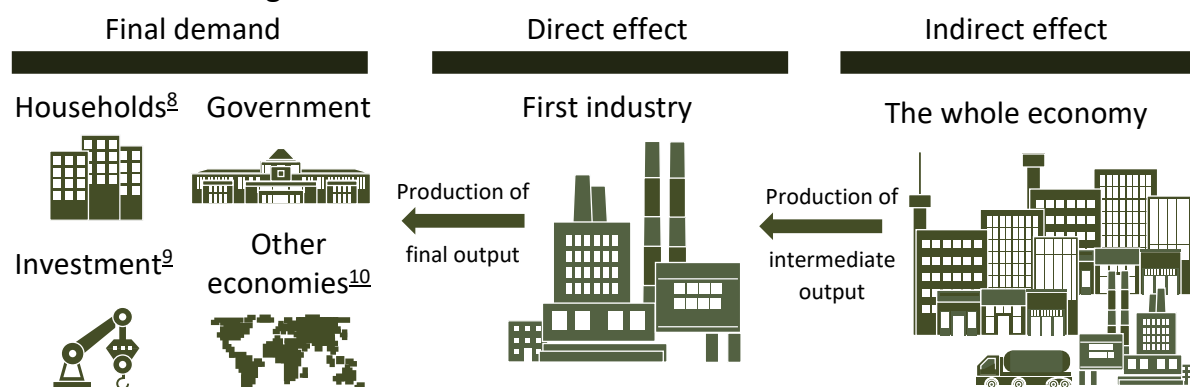 Final demand
Direct effect
Indirect effect
Households8
Government
First industry
The whole economy
Production of
final output
Production of
intermediate
output
Investment9
Other
economies10